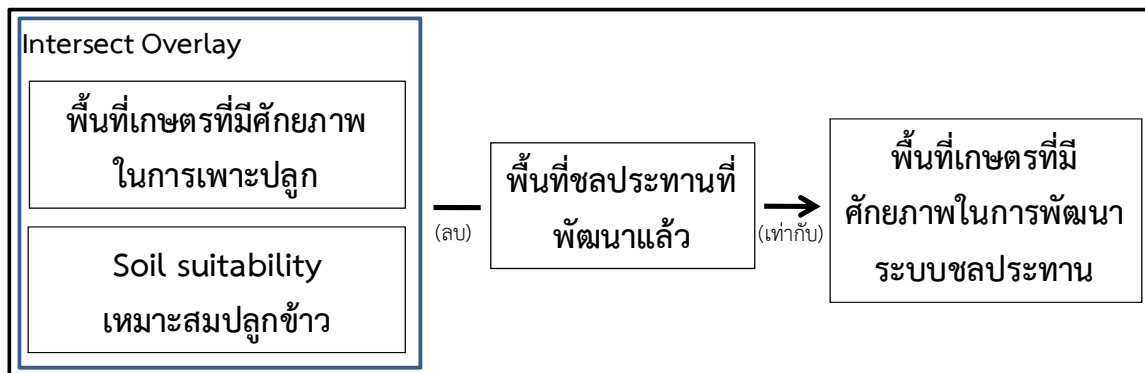 Intersect Overlay
พื้นที่เกษตรที่มีศักยภาพ
ในการเพาะปลูก
Soil suitability
เหมาะสมปลูกข้าว
(ลบ)
พื้นที่ชลประทานที่
พัฒนาแล้ว
(เท่ากับ)
พื้นที่เกษตรที่มี
ศักยภาพในการพัฒนา
ระบบชลประทาน